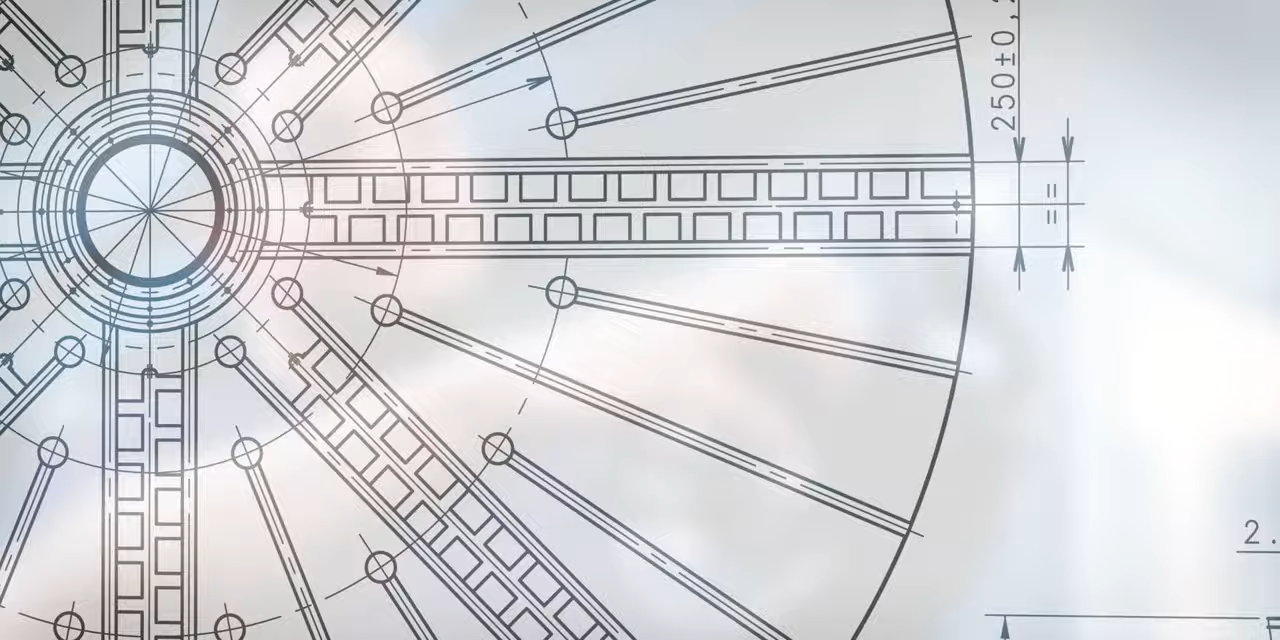 250±0,
=
2.